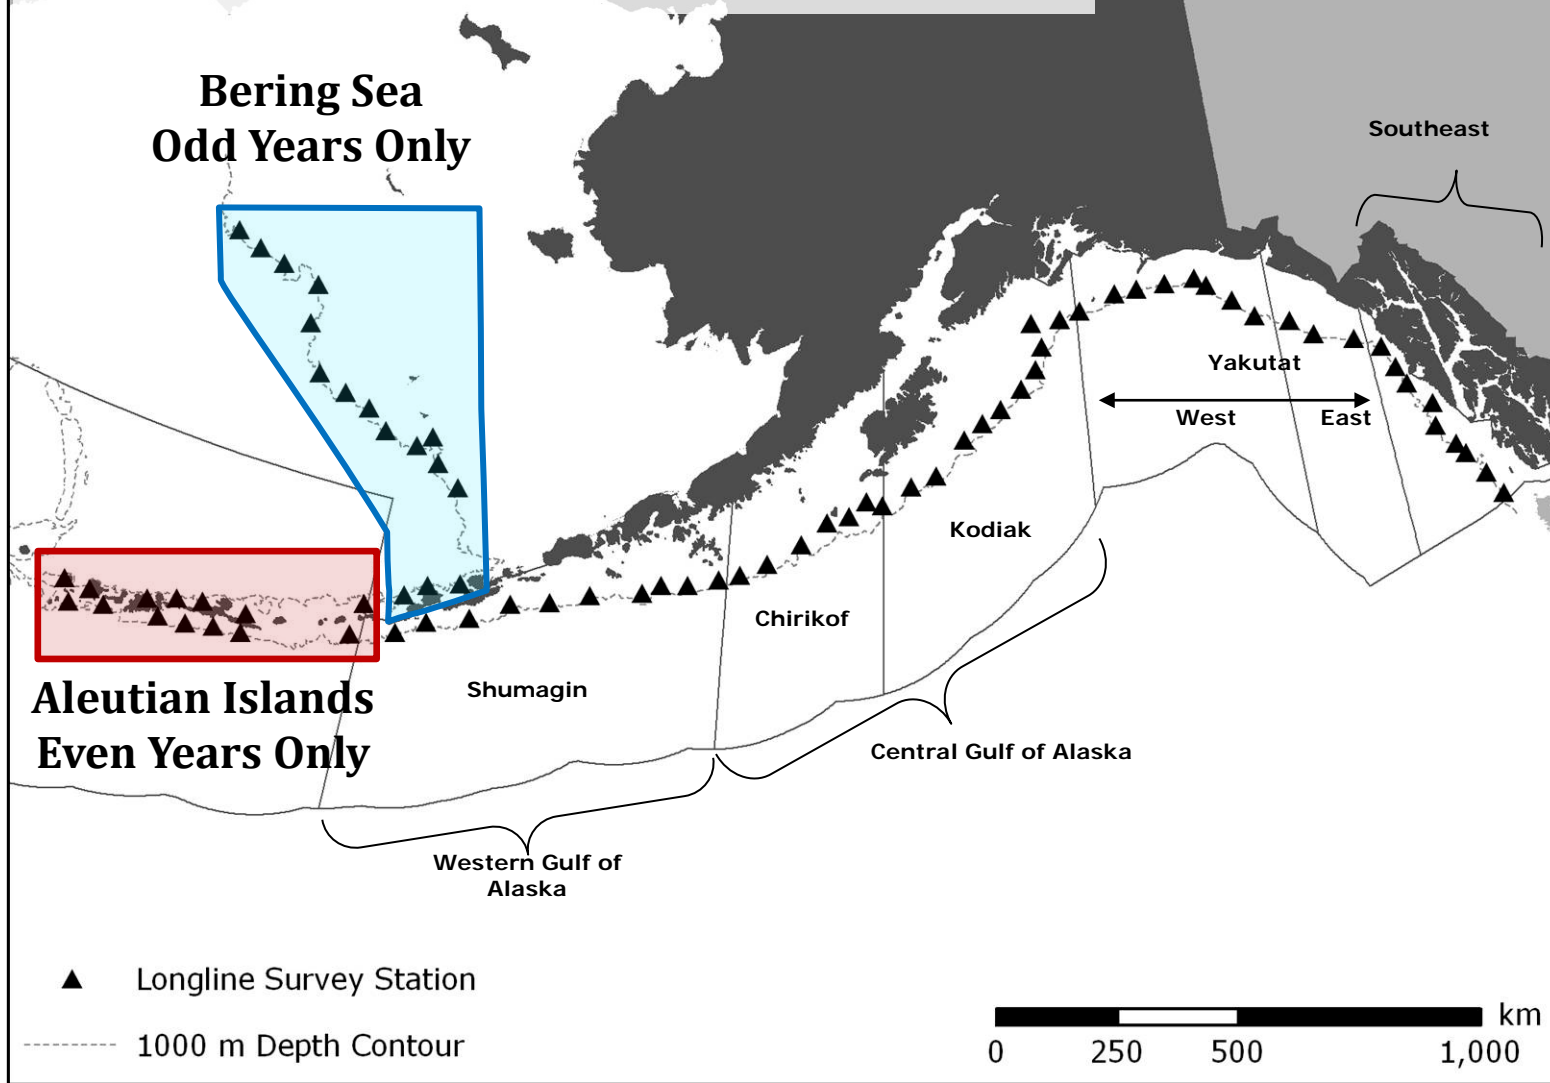 Bering Sea
Odd Years Only
Southeast
Yakutat
West
East
Kodiak
Chirikof
Shumagin
Aleutian Islands
Even Years Only
Central Gulf of Alaska
Western Gulf of
Alaska
Longline Survey Station
1000 m Depth Contour
km
0 250 500 1,000